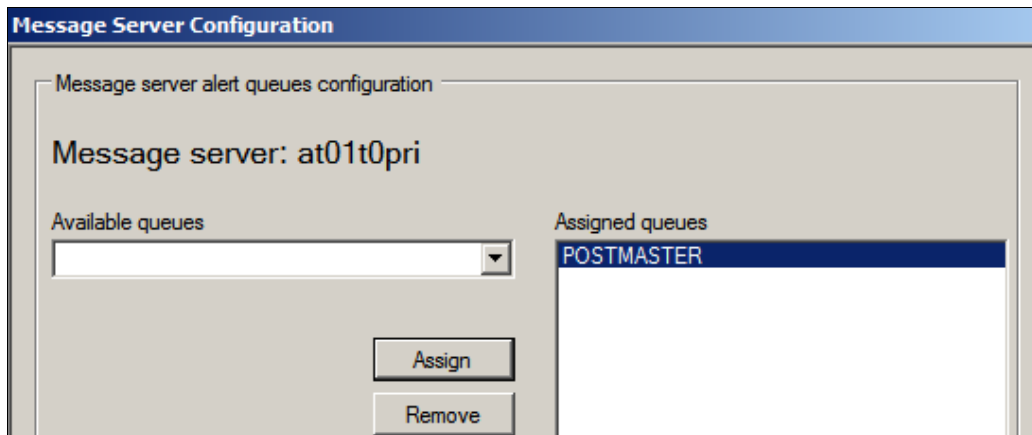 Message Server Configuration
Message server alert queues configuration
Message server: at01t0pri
Available queues
Assigned queues
POSTMASTER
Assign
Remove